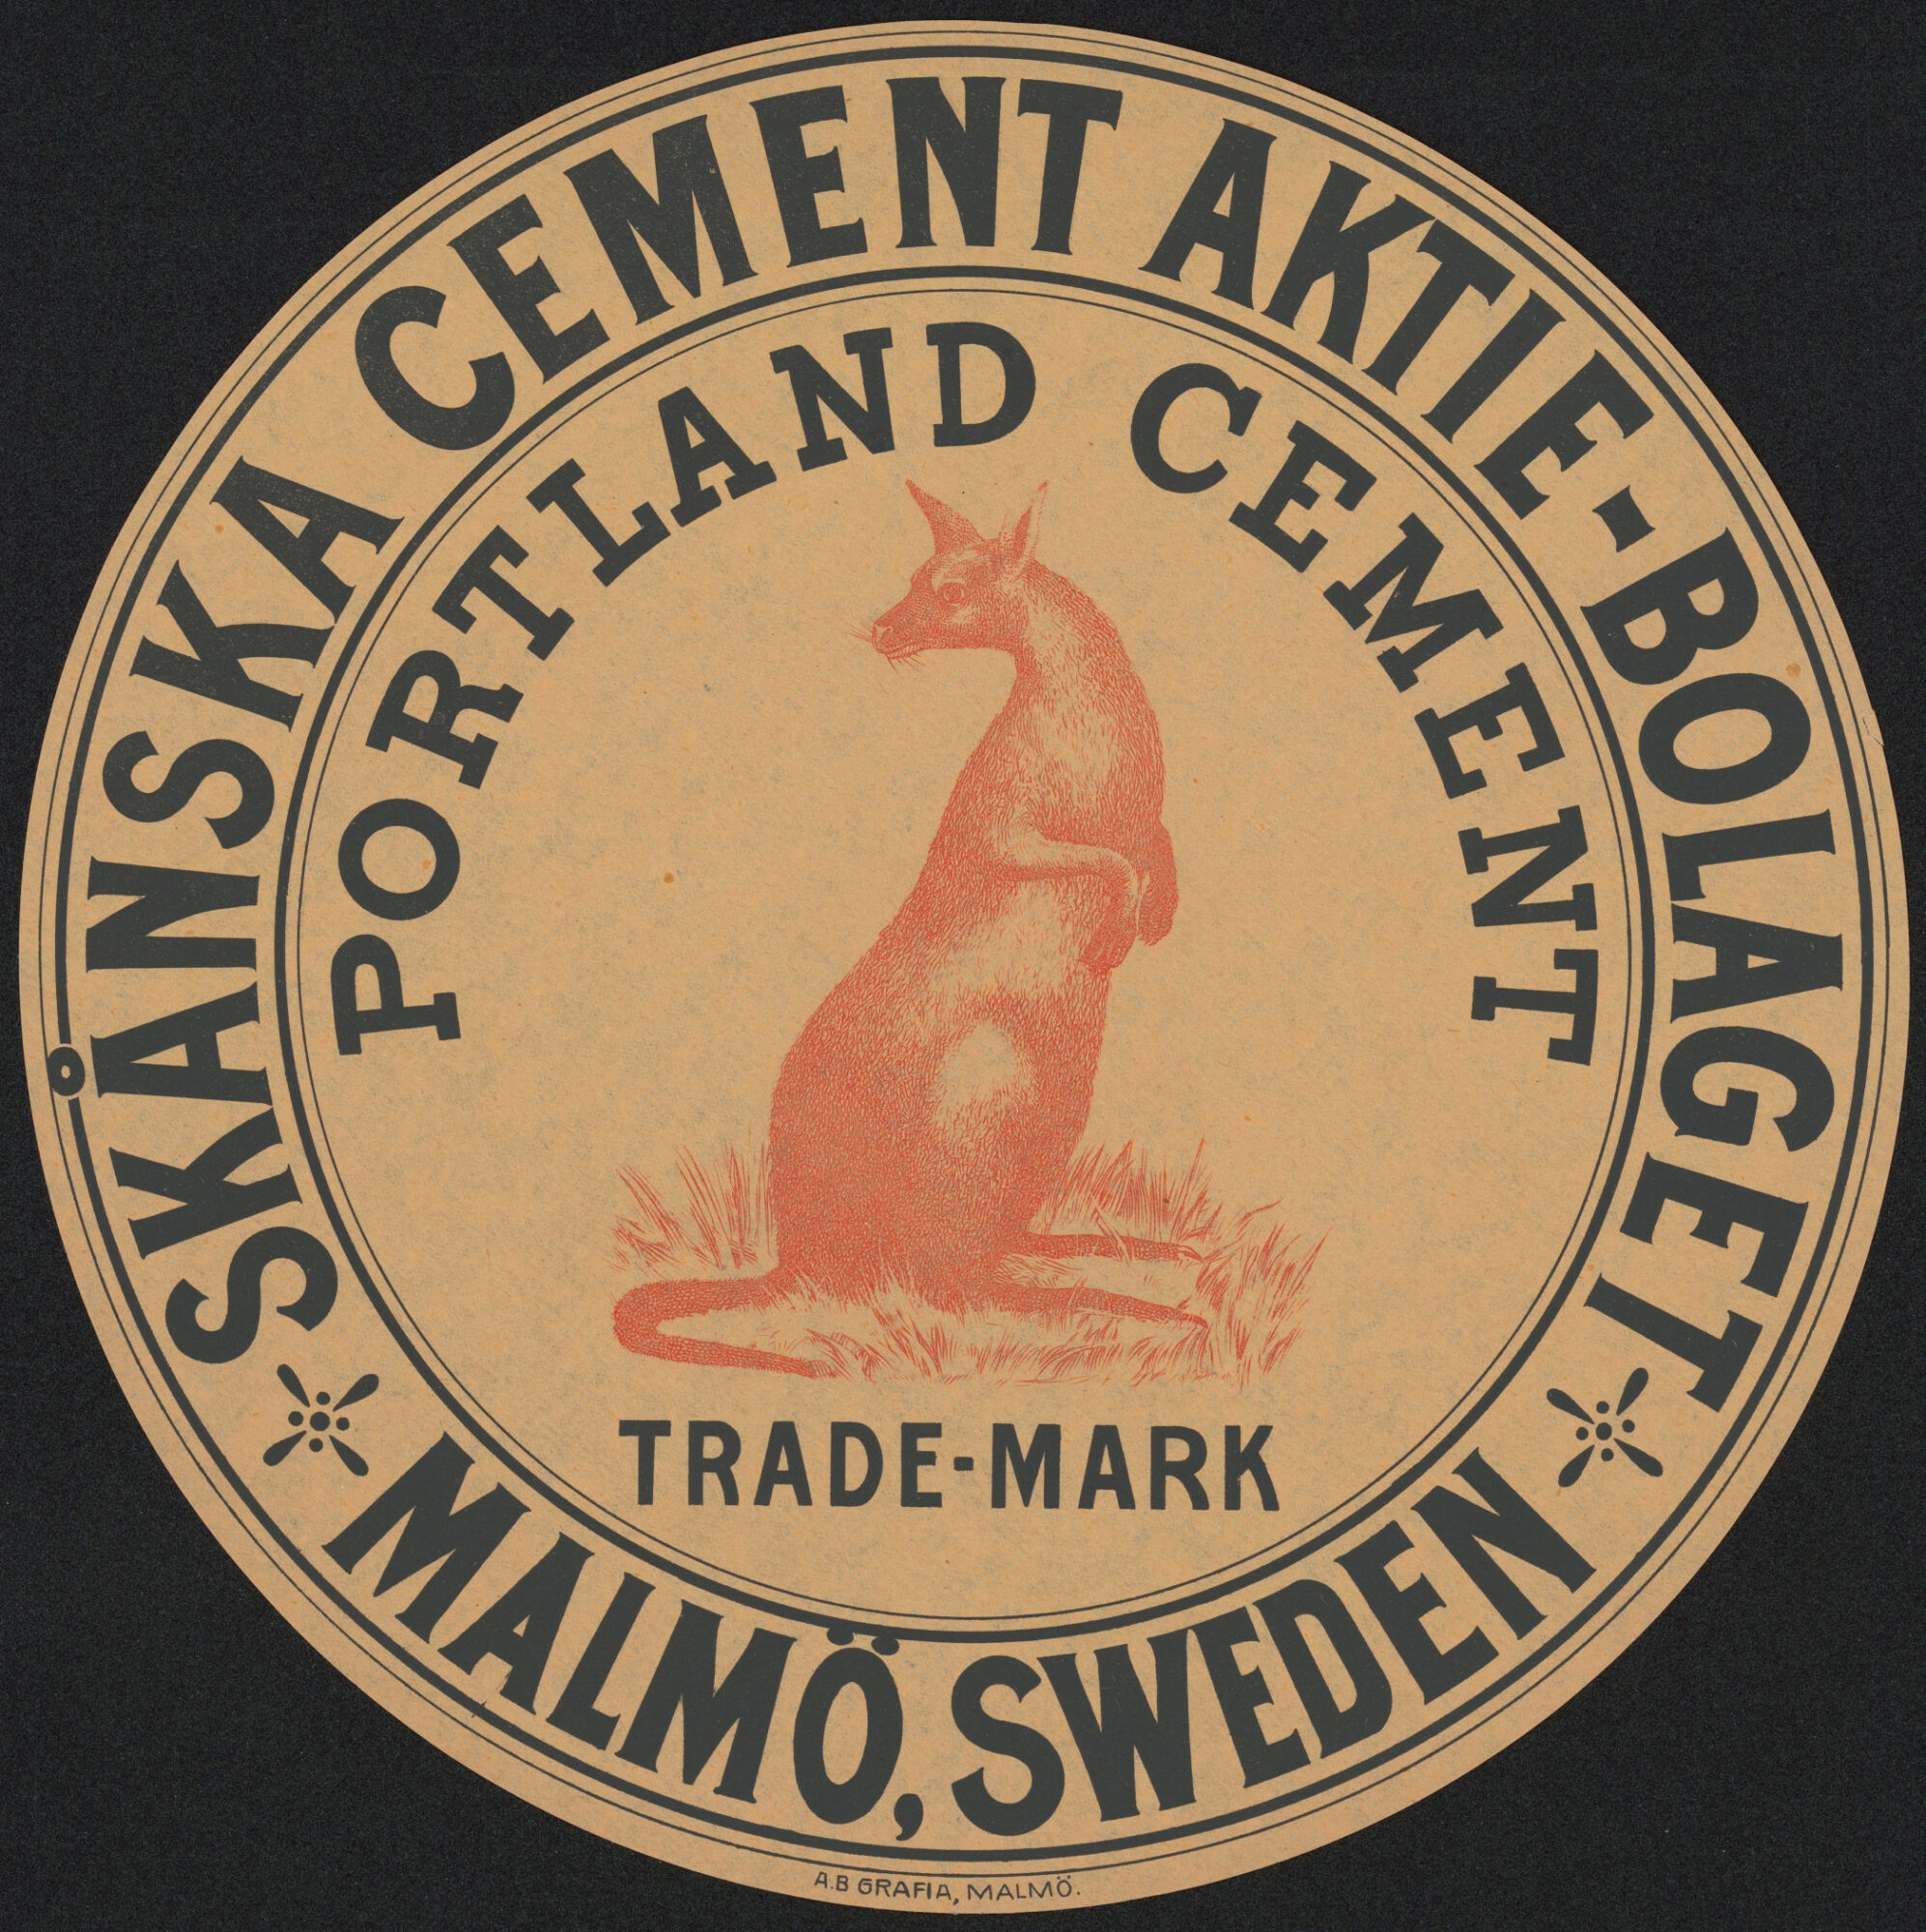 SKÅNSKA CEMENT AKTIE-BOLAGET
PORTLAND CEMENT
TRADE-MARK
MALMÖ, SWEDEN
A.B GRAFIA, MALMÖ.